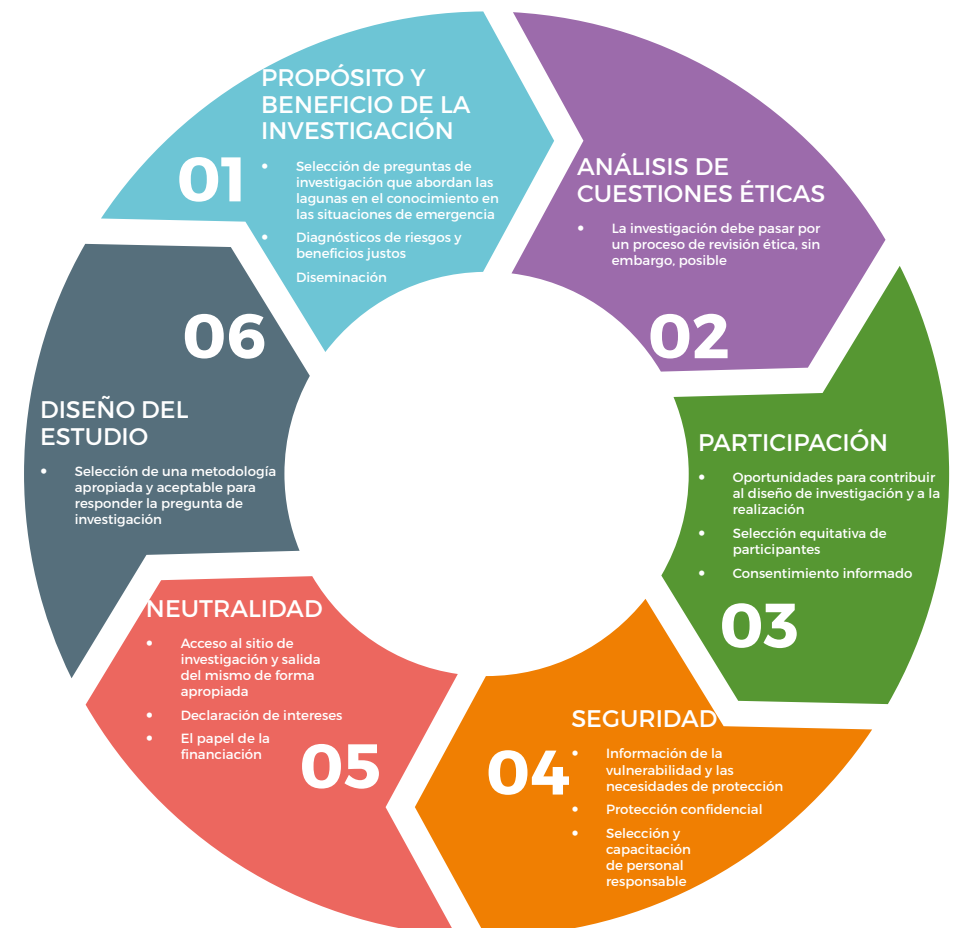 PROPÓSITO Y
BENEFICIO DE LA
INVESTIGACIÓN
01
• Selección de preguntas de
investigación que abordan las
lagunas en el conocimiento en
las situaciones de emergencia
• Diagnósticos de riesgos y
beneficios justos
Diseminación
ANÁLISIS DE
CUESTIONES ÉTICAS
• La investigación debe pasar por
un proceso de revisión ética, sin
embargo, posible
02
PARTICIPACIÓN
• Oportunidades para contribuir
al diseño de investigación y a la
realización
• Selección equitativa de
participantes
• Consentimiento informado
03
SEGURIDAD
04
• Información de la
vulnerabilidad y las
necesidades de protección
• Protección confidencial
• Selección y
capacitación
de personal
responsable
NEUTRALIDAD
• Acceso al sitio de
investigación y salida
del mismo de forma
apropiada
• Declaración de intereses
• El papel de la
financiación
05
06
DISEÑO DEL
ESTUDIO
• Selección de una metodología
apropiada y aceptable para
responder la pregunta de
investigación